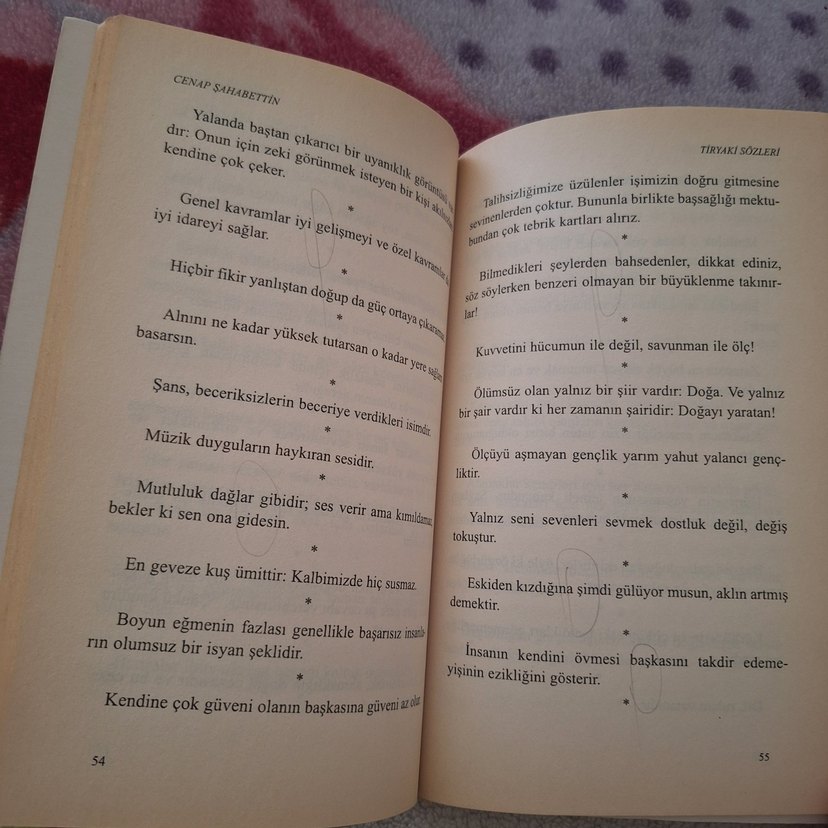 CENAP ŞAHABETTİN
Yalanda baştan çıkarıcı bir uyanıklık görüntüsü
dır: Onun için zeki görünmek isteyen bir kişi
kendine çok çeker.
*
Genel kavramlar iyi gelişmeyi ve özel kavramlar
iyi idareyi sağlar.
*
Hiçbir fikir yanlıştan doğup da güç ortaya çıkaramaz.
*
Alnını ne kadar yüksek tutarsan o kadar yere sağlam
basarsın.
*
Şans, beceriksizlerin beceriye verdikleri isimdir.
*
Müzik duyguların haykıran sesidir.
*
Mutluluk dağlar gibidir; ses verir ama kımıldamaz,
bekler ki sen ona gidesin.
*
En geveze kuş ümittir: Kalbimizde hiç susmaz.
*
Boyun eğmenin fazlası genellikle başarısız insanla-
rın olumsuz bir isyan şeklidir.
*
Kendine çok güveni olanın başkasına güveni az olur.
54
TİRYAKİ SÖZLERİ
Talihsizliğimize üzülenler işimizin doğru gitmesine
sevinenlerden çoktur. Bununla birlikte başsağlığı mektu-
bundan çok tebrik kartları alırız.
*
Bilmedikleri şeylerden bahsedenler, dikkat ediniz,
söz söylerken benzeri olmayan bir büyüklenme takınır-
lar!
*
Kuvvetini hücumun ile değil, savunman ile ölç!
*
Ölümsüz olan yalnız bir şiir vardır: Doğa. Ve yalnız
bir şair vardır ki her zamanın şairidir: Doğayı yaratan!
*
Ölçüyü aşmayan gençlik yarım yahut yalancı genç-
liktir.
*
Yalnız seni sevenleri sevmek dostluk değil, değiş
tokuştur.
*
Eskiden kızdığına şimdi gülüyor musun, aklın artmış
demektir.
*
İnsanın kendini övmesi başkasını takdir edeme-
yişinin ezikliğini gösterir.
*
55